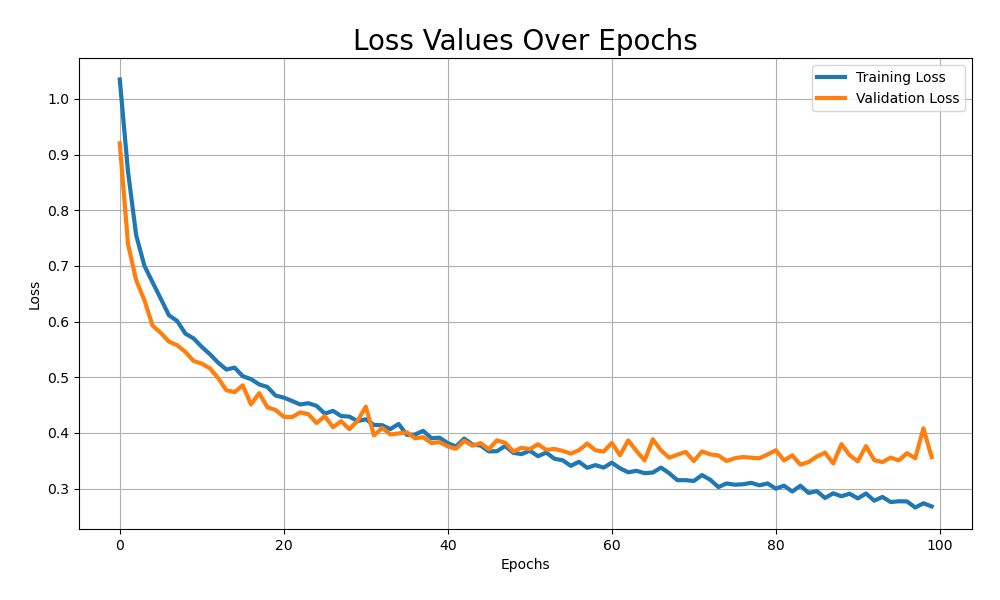 Loss Values Over Epochs
Training Loss
Validation Loss
1.0
0.9
0.8
0.7
0.6
0.5
0.4
0.3
Loss
0
20
40
60
80
100
Epochs